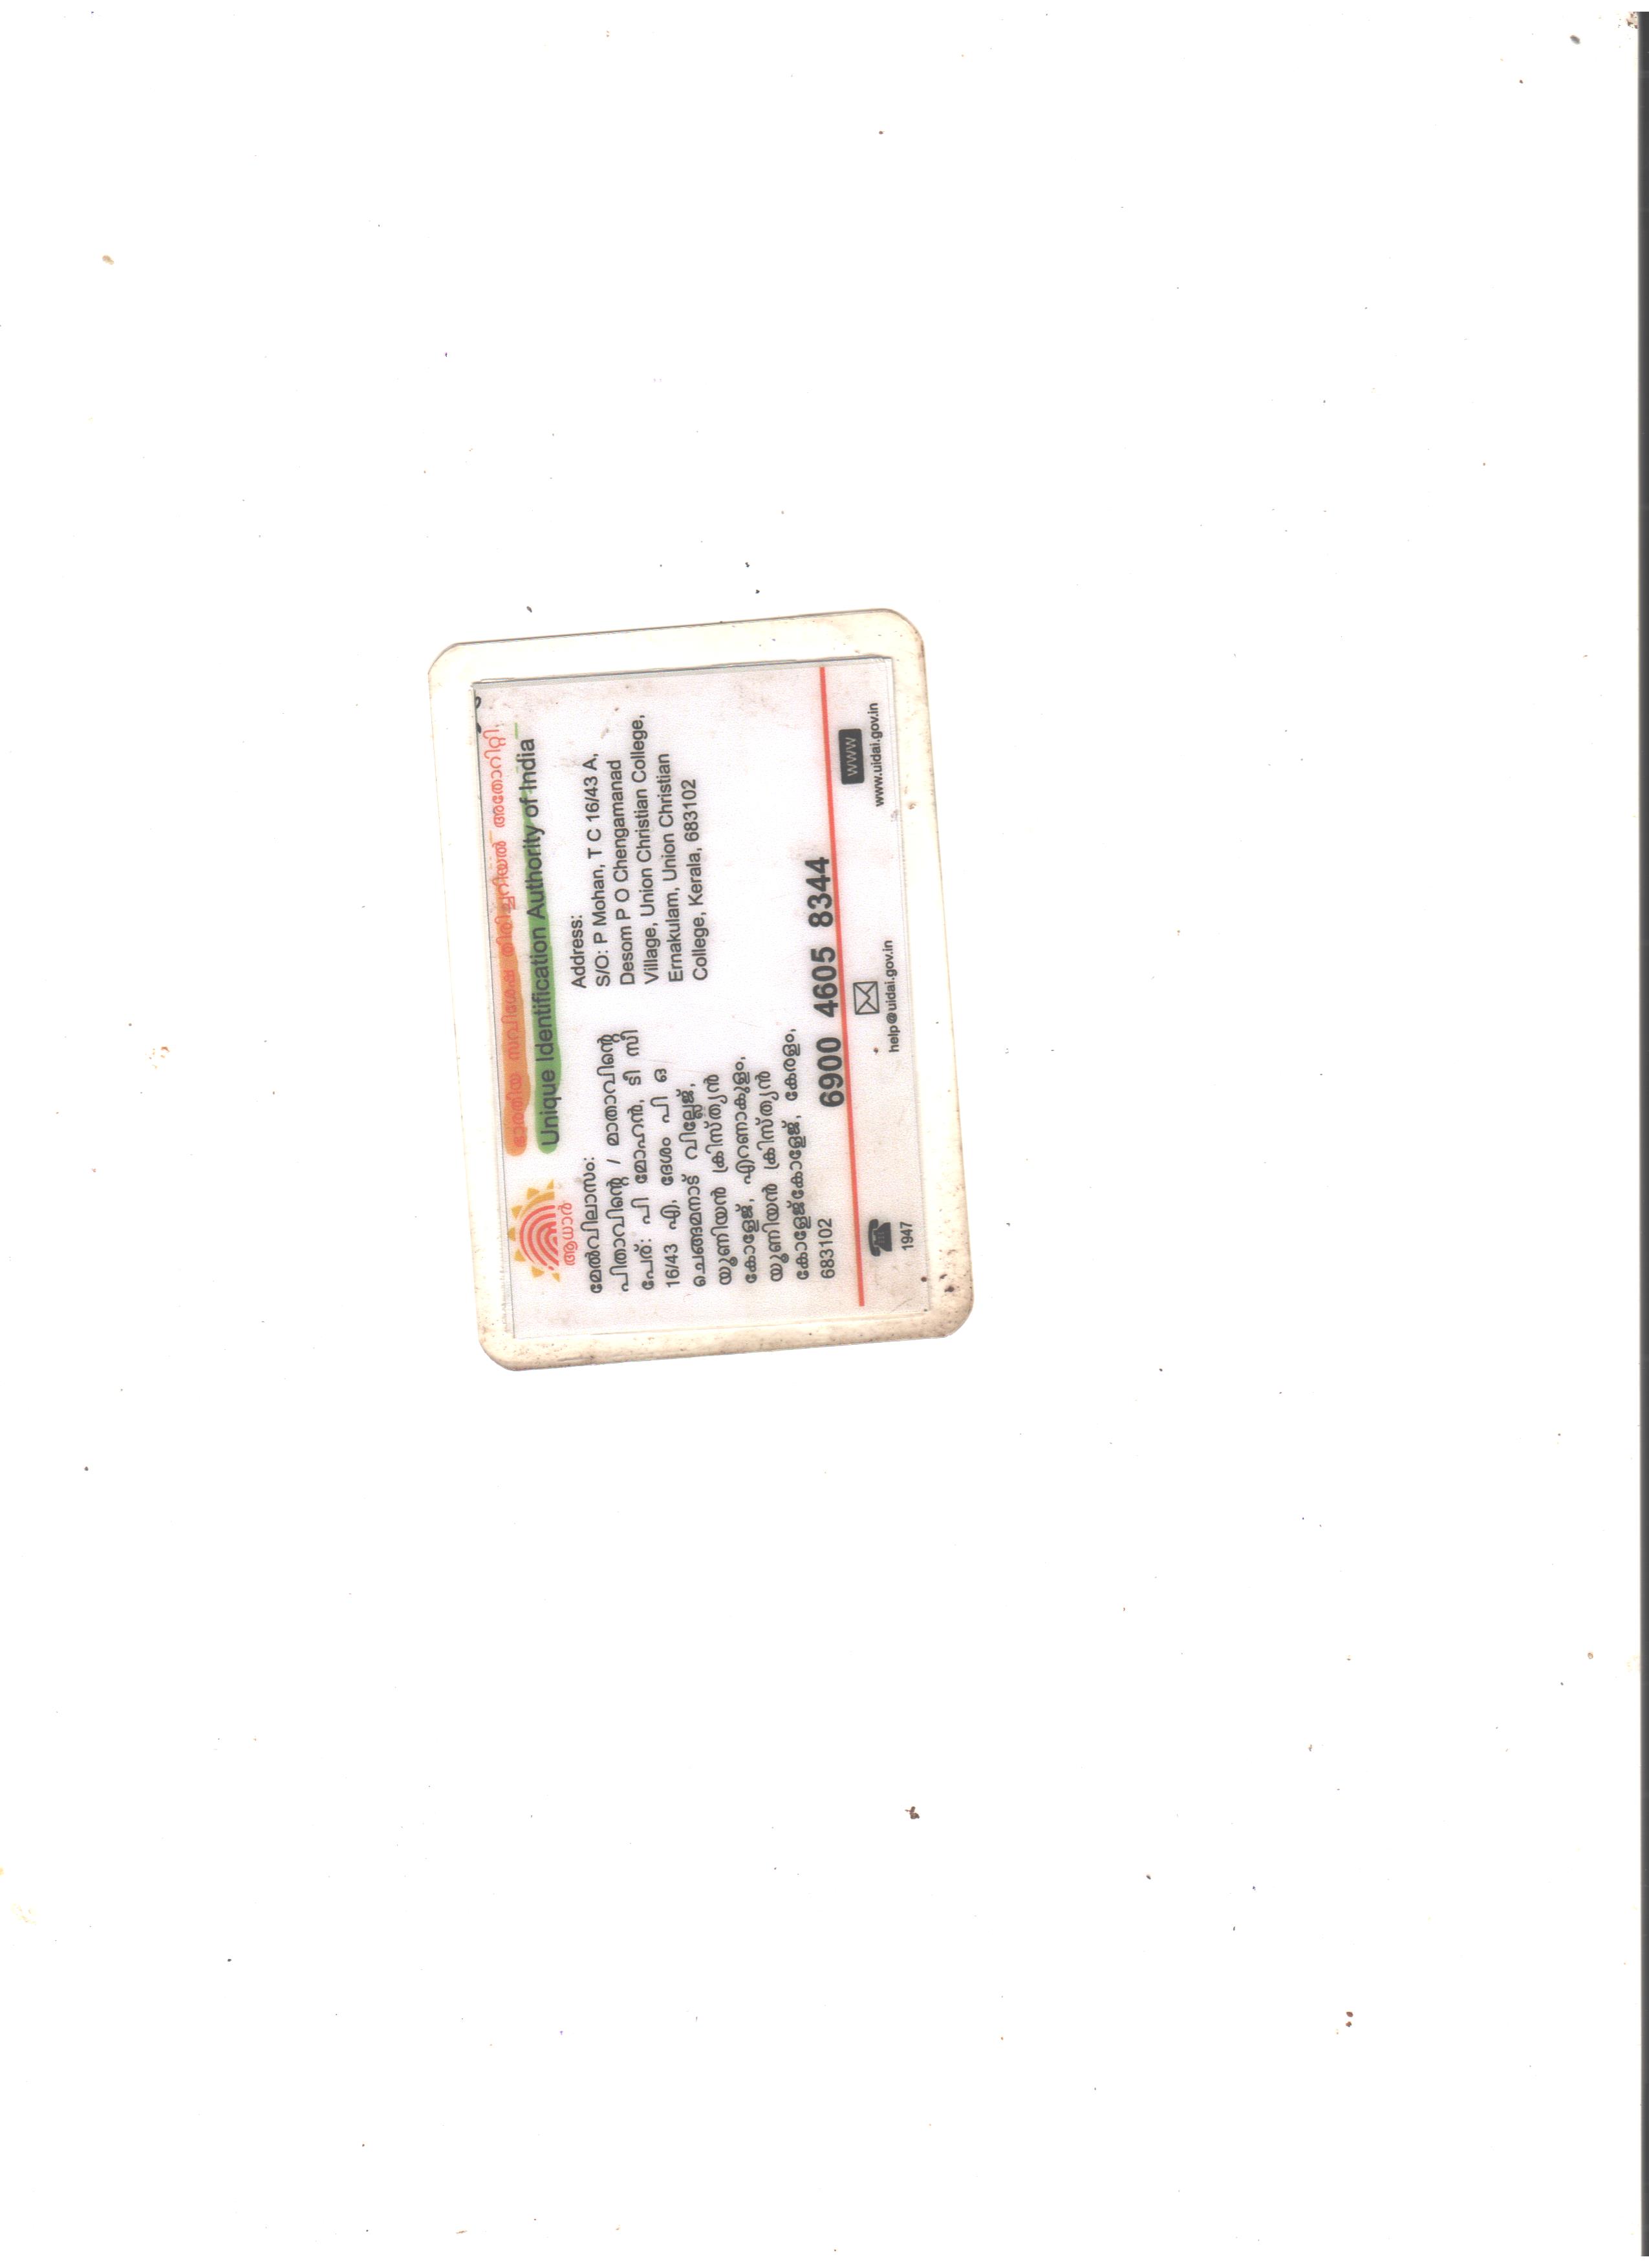 ഭാരതീയ സവിശേഷ തിരിച്ചറിയൽ അതോറിറ്റി
Unique Identification Authority of India
ആധാർ
മേൽവിലാസം:
പിതാവിന്റെ / മാതാവിന്റെ
പേര്: പി മോഹൻ, ടി സി
16/43 എ, ദേശം പി ഒ
ചെങ്ങമനാട് വില്ലേജ്,
യൂണിയൻ ക്രിസ്ത്യൻ
കോളേജ്, എറണാകുളം,
യൂണിയൻ ക്രിസ്ത്യൻ
കോളേജ്കോളേജ്, കേരളം,
683102
Address:
S/O: P Mohan, T C 16/43 A,
Desom P O Chengamanad
Village, Union Christian College,
Ernakulam, Union Christian
College, Kerala, 683102
6900 4605 8344
1947
help@uidai.gov.in
www
www.uidai.gov.in